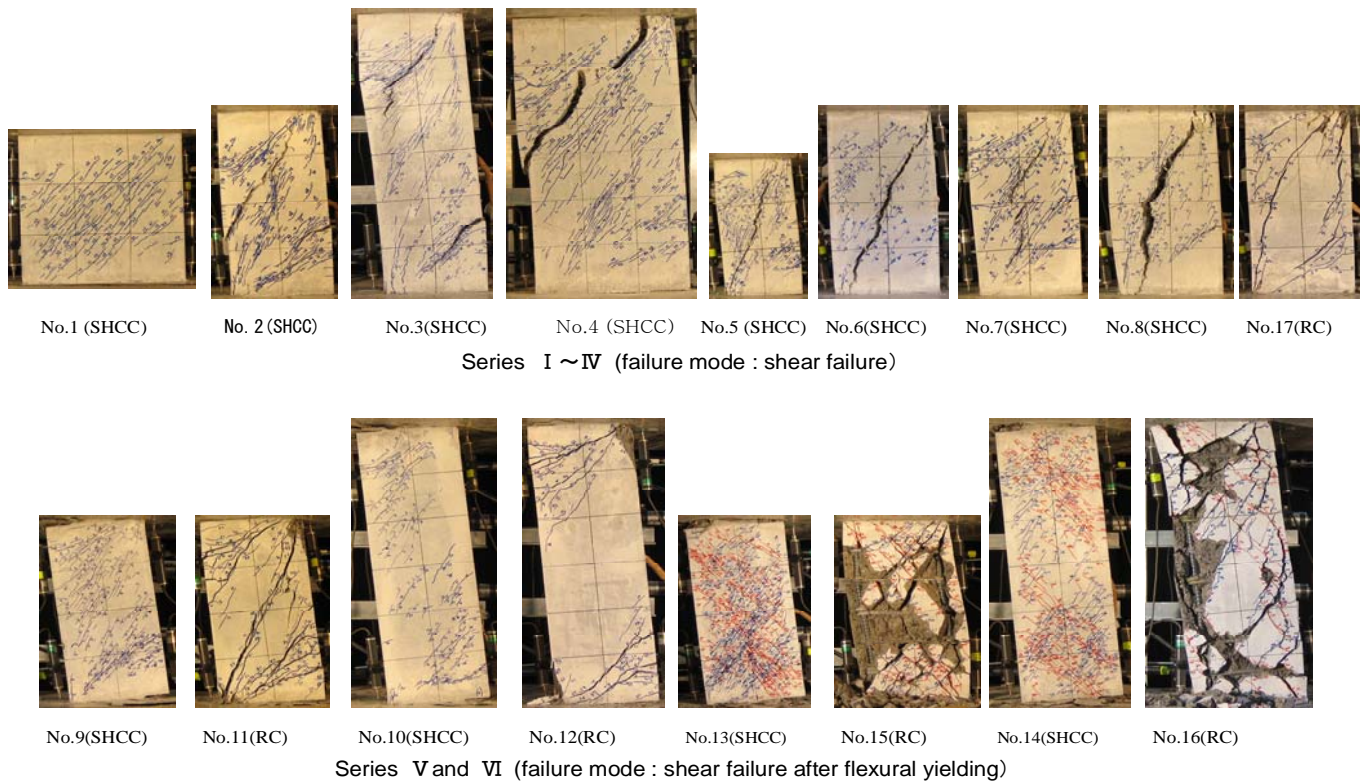 No.1 (SHCC) No. 2 (SHCC) No.3(SHCC) No.4 (SHCC) No.5 (SHCC) No.6(SHCC) No.7(SHCC) No.8(SHCC) No.17(RC)
Series Ⅰ～Ⅳ (failure mode : shear failure)
No.9(SHCC) No.11(RC) No.10(SHCC) No.12(RC) No.13(SHCC) No.15(RC) No.14(SHCC) No.16(RC)
Series Ⅴ and Ⅵ (failure mode : shear failure after flexural yielding)